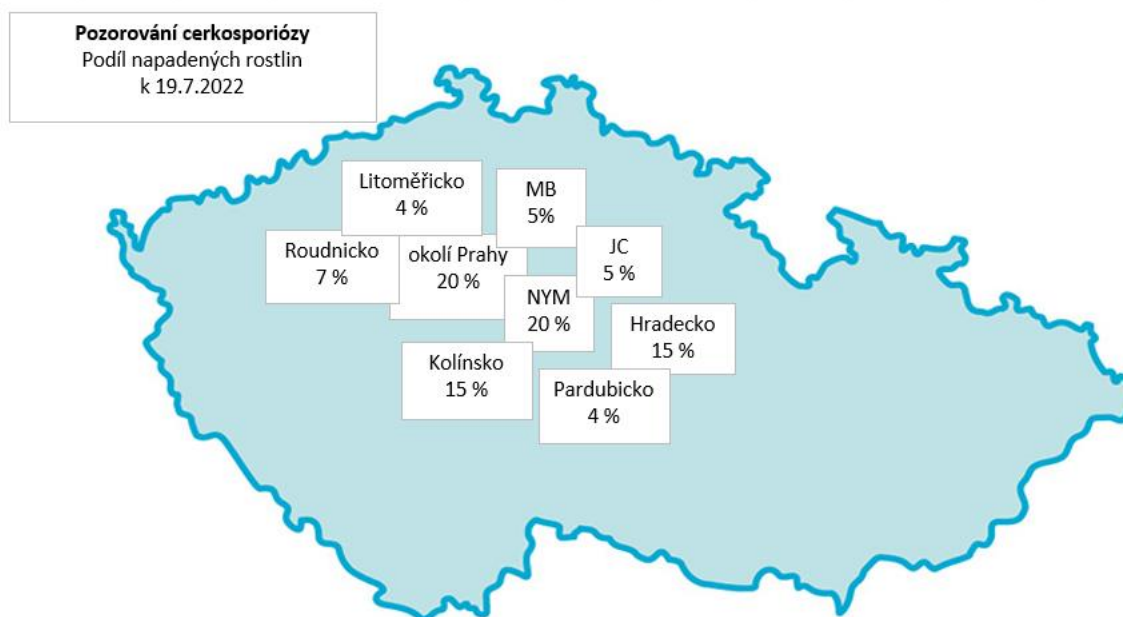 Pozorování cerkosporiózy
Podíl napadených rostlin
k 19.7.2022
Litoměřicko
4 %
MB
5%
Roudnicko
7 %
okolí Prahy
20 %
JC
5 %
NYM
20 %
Hradecko
15 %
Kolínsko
15 %
Pardubicko
4 %